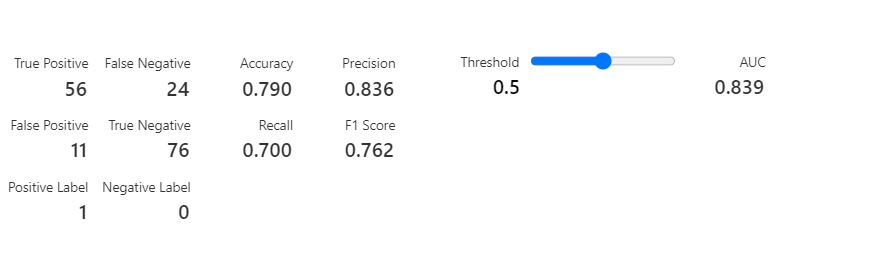 True Positive False Negative Accuracy Precision Threshold AUC
56 24 0.790 0.836 0.5 0.839
False Positive True Negative Recall F1 Score
11 76 0.700 0.762
Positive Label Negative Label
1 0